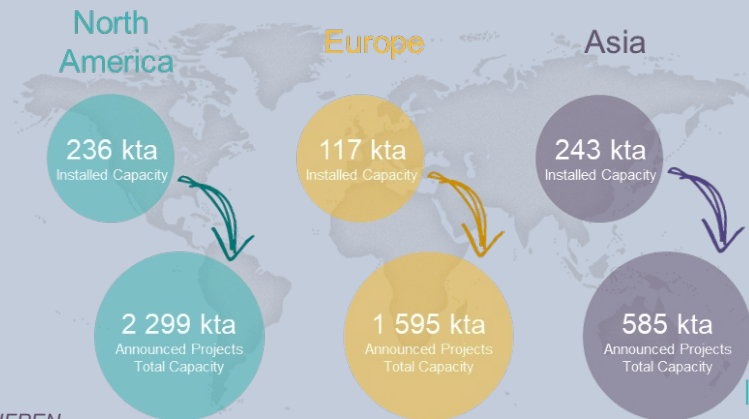 North
America
Europe
Asia
236 kta
Installed Capacity
117 kta
Installed Capacity
243 kta
Installed Capacity
2 299 kta
Announced Projects
Total Capacity
1 595 kta
Announced Projects
Total Capacity
585 kta
Announced Projects
Total Capacity